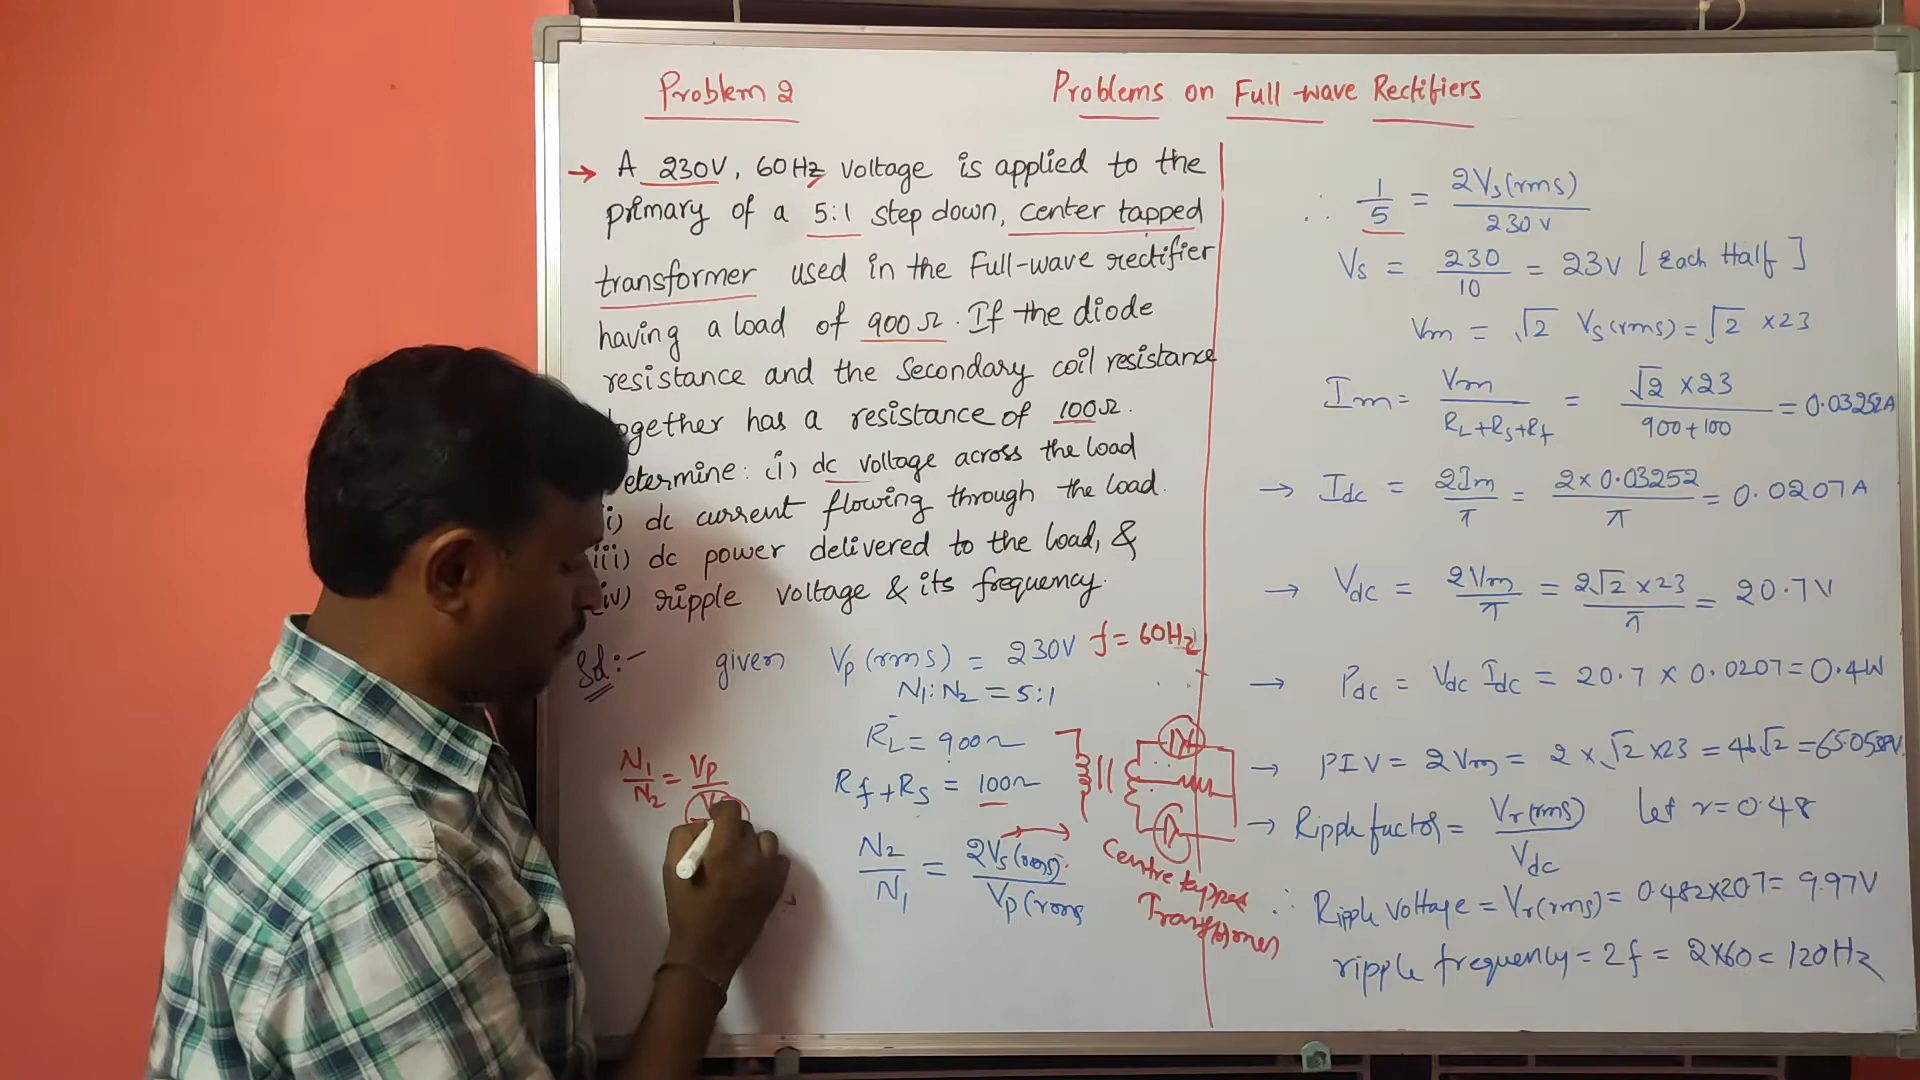 Problem 2
Problems on Full-wave Rectifiers
→ A 230V, 60Hz voltage is applied to the
primary of a 5:1 step down, center tapped
transformer used in the Full-wave rectifier
having a load of 900Ω. If the diode
resistance and the secondary coil resistance
together has a resistance of 100Ω.
etermine: (i) dc voltage across the load
ii) dc current flowing through the load.
iii) dc power delivered to the load, &
iv) ripple voltage & its frequency.
Sol:- given Vp(rms) = 230V f = 60Hz
N1:N2 = 5:1
RL = 900Ω
Rf+Rs = 100Ω
N1/N2 = Vp/
N2/N1 = 2Vs(rms)/Vp(rms
Centre tapped
Transformer
∴ 1/5 = 2Vs(rms)/230V
Vs = 230/10 = 23V [Each Half]
Vm = √2 Vs(rms) = √2 ×23
Im = Vm/RL+Rs+Rf = √2 ×23/900+100 = 0.03252A
→ Idc = 2Im/π = 2×0.03252/π = 0.0207A
→ Vdc = 2Vm/π = 2√2×23/π = 20.7V
→ Pdc = Vdc Idc = 20.7 × 0.0207 = 0.4W
→ PIV = 2Vm = 2×√2×23 = 46√2 = 65.053V.
→ Ripple factor = Vr(rms)/Vdc let r=0.48
∴ Ripple voltage = Vr(rms) = 0.482×207 = 9.97V
ripple frequency = 2f = 2×60 = 120Hz